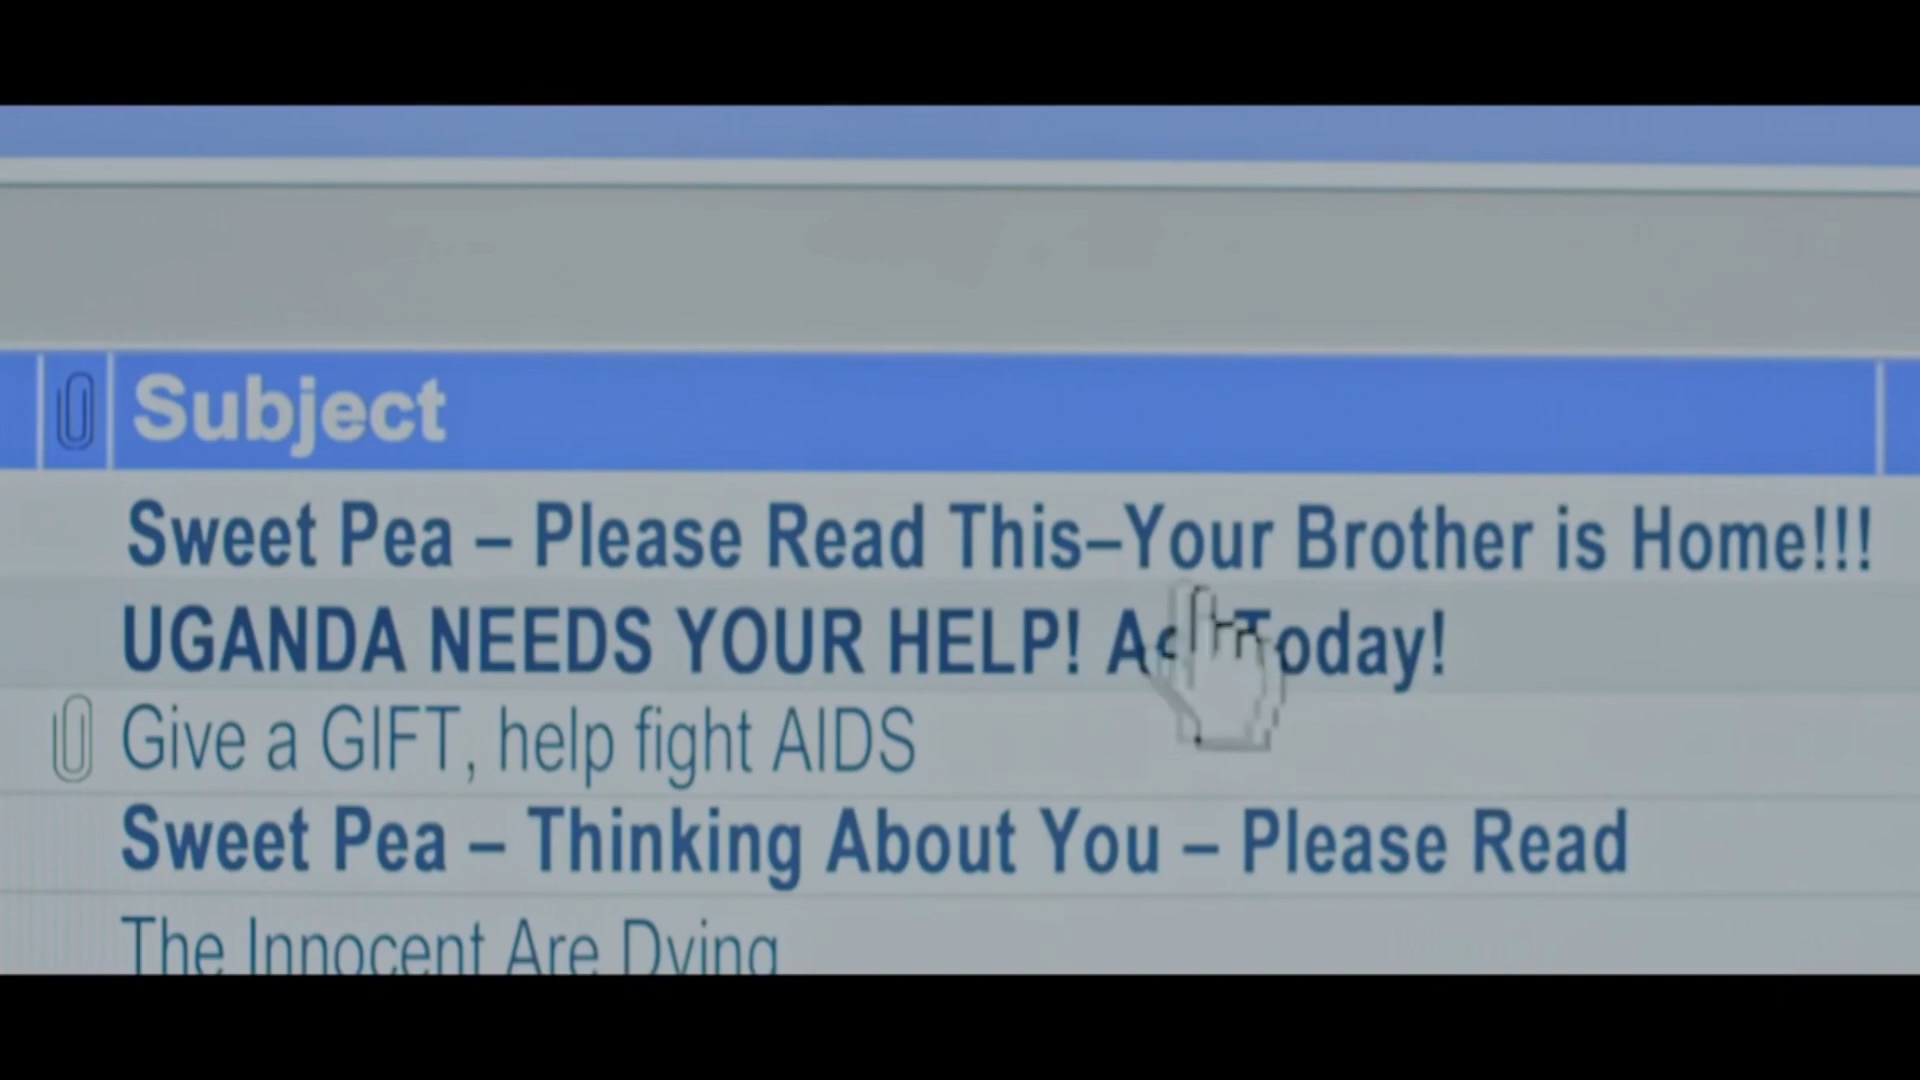 Subject
Sweet Pea – Please Read This–Your Brother is Home!!!
UGANDA NEEDS YOUR HELP! Act Today!
Give a GIFT, help fight AIDS
Sweet Pea – Thinking About You – Please Read
The Innocent Are Dying